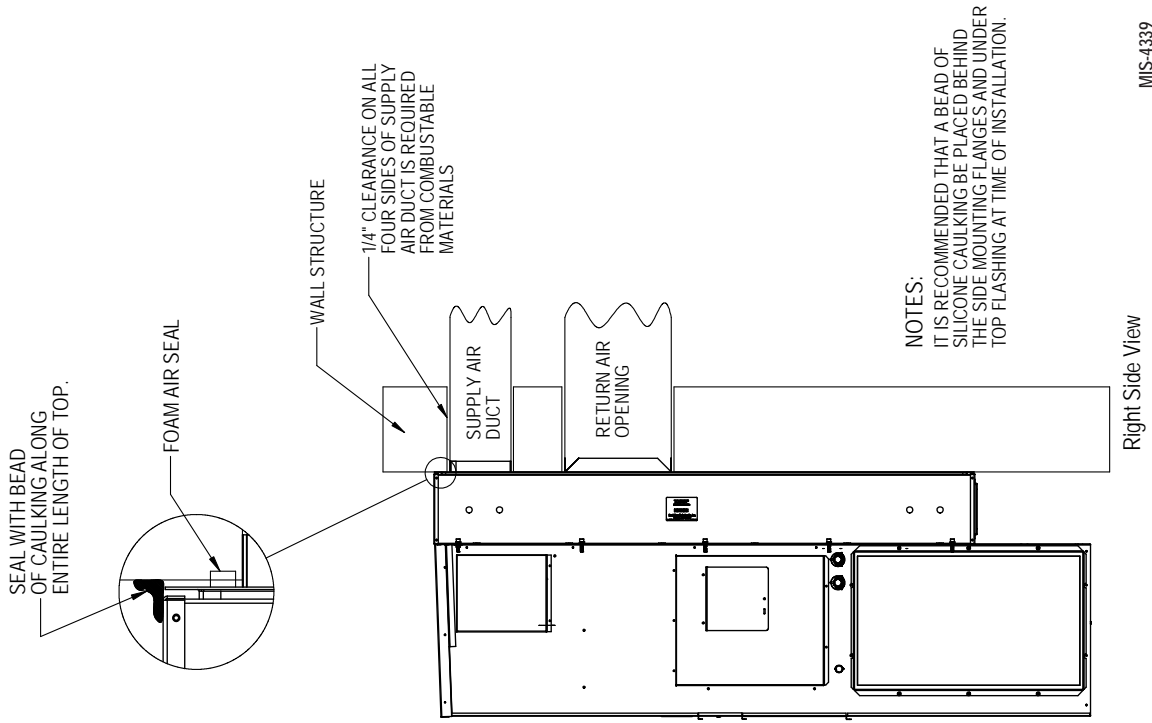 SEAL WITH BEAD
OF CAULKING ALONG
ENTIRE LENGTH OF TOP.
FOAM AIR SEAL
WALL STRUCTURE
1/4" CLEARANCE ON ALL
FOUR SIDES OF SUPPLY
AIR DUCT IS REQUIRED
FROM COMBUSTABLE
MATERIALS
SUPPLY AIR
DUCT
RETURN AIR
OPENING
NOTES:
IT IS RECOMMENDED THAT A BEAD OF
SILICONE CAULKING BE PLACED BEHIND
THE SIDE MOUNTING FLANGES AND UNDER
TOP FLASHING AT TIME OF INSTALLATION.
Right Side View
MIS-4339